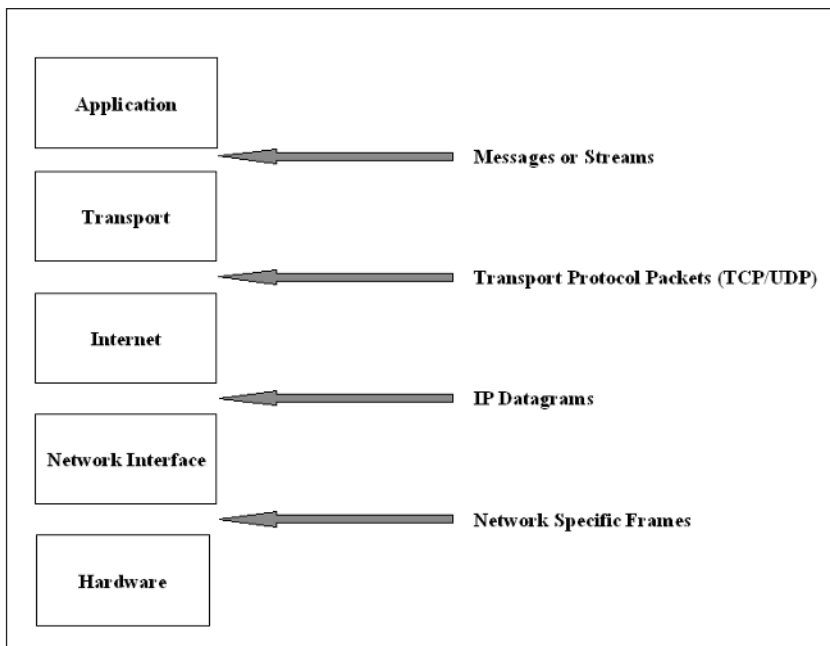 Application
Messages or Streams
Transport
Transport Protocol Packets (TCP/UDP)
Internet
IP Datagrams
Network Interface
Network Specific Frames
Hardware